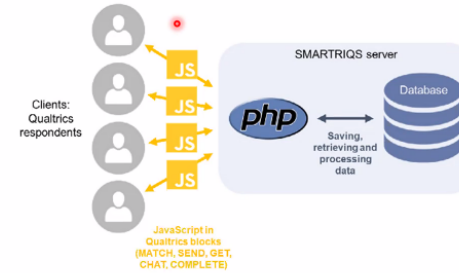 SMARTRIQS server
JS
JS
JS
JS
Clients:
Qualtrics
respondents
php
Database
Saving,
retrieving and
processing
data
JavaScript in
Qualtrics blocks
(MATCH, SEND, GET,
CHAT, COMPLETE)